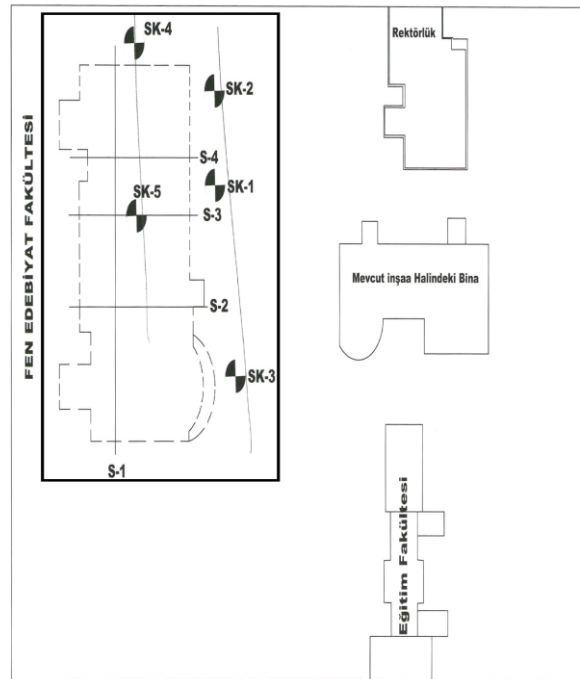 FEN EDEBİYAT FAKÜLTESİ
SK-4
SK-2
S-4
SK-1
SK-5
S-3
S-2
SK-3
S-1
Rektörlük
Mevcut inşaa Halindeki Bina
Eğitim Fakültesi